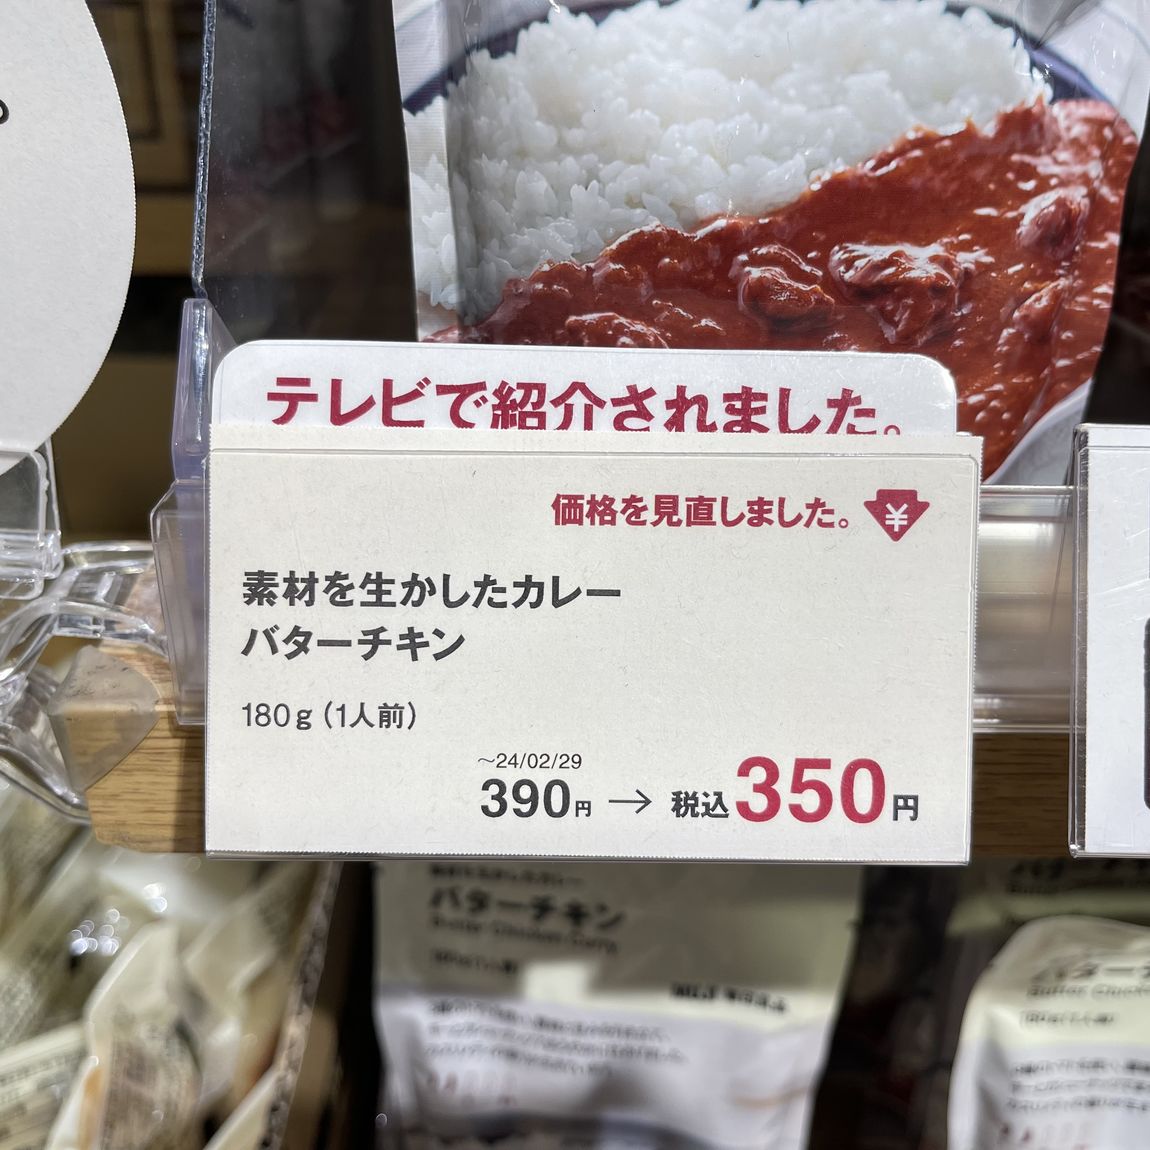 テレビで紹介されました。
価格を見直しました。
¥
素材を生かしたカレー
バターチキン
180g（1人前）
～24/02/29
390円 → 税込350円
バターチキン
Butter Chicken Curry